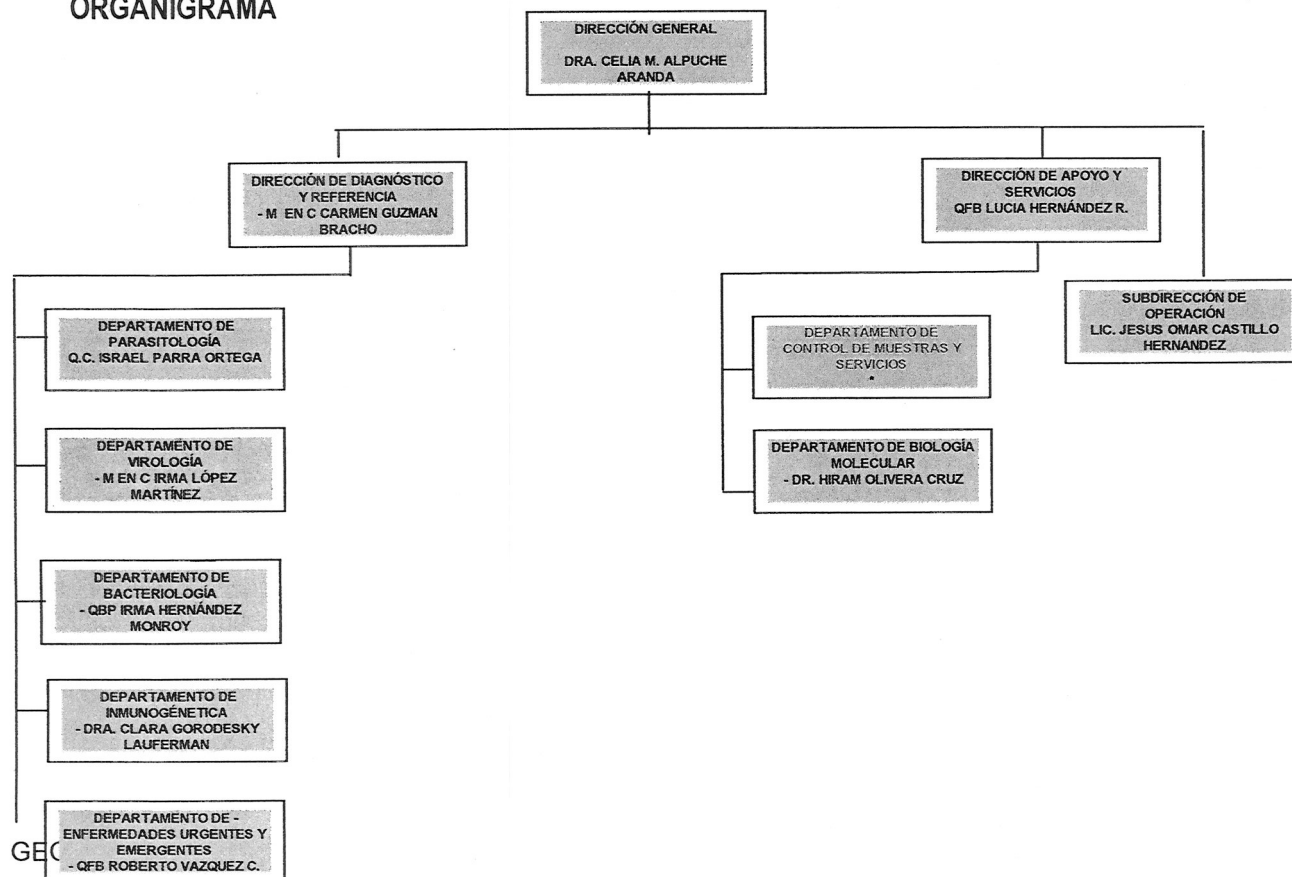 ORGANIGRAMA
DIRECCIÓN GENERAL
DRA. CELIA M. ALPUCHE
ARANDA
DIRECCIÓN DE DIAGNÓSTICO
Y REFERENCIA
- M EN C CARMEN GUZMAN
BRACHO
DIRECCIÓN DE APOYO Y
SERVICIOS
QFB LUCIA HERNÁNDEZ R.
SUBDIRECCIÓN DE
OPERACIÓN
LIC. JESUS OMAR CASTILLO
HERNANDEZ
DEPARTAMENTO DE
PARASITOLOGÍA
Q.C. ISRAEL PARRA ORTEGA
DEPARTAMENTO DE
CONTROL DE MUESTRAS Y
SERVICIOS
*
DEPARTAMENTO DE
VIROLOGÍA
- M EN C IRMA LÓPEZ
MARTÍNEZ
DEPARTAMENTO DE BIOLOGÍA
MOLECULAR
- DR. HIRAM OLIVERA CRUZ
DEPARTAMENTO DE
BACTERIOLOGÍA
- QBP IRMA HERNÁNDEZ
MONROY
DEPARTAMENTO DE
INMUNOGÉNETICA
- DRA. CLARA GORODESKY
LAUFERMAN
DEPARTAMENTO DE -
ENFERMEDADES URGENTES Y
EMERGENTES
- QFB ROBERTO VAZQUEZ C.